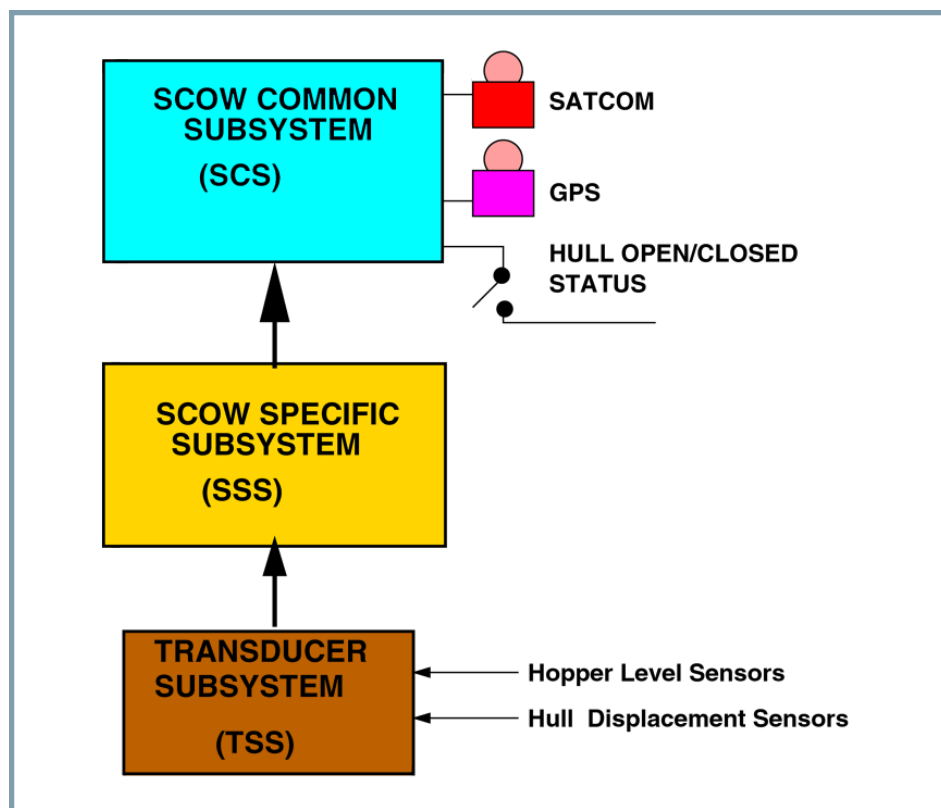 SCOW COMMON
SUBSYSTEM
(SCS)
SATCOM
GPS
HULL OPEN/CLOSED
STATUS
SCOW SPECIFIC
SUBSYSTEM
(SSS)
TRANSDUCER
SUBSYSTEM
(TSS)
Hopper Level Sensors
Hull Displacement Sensors